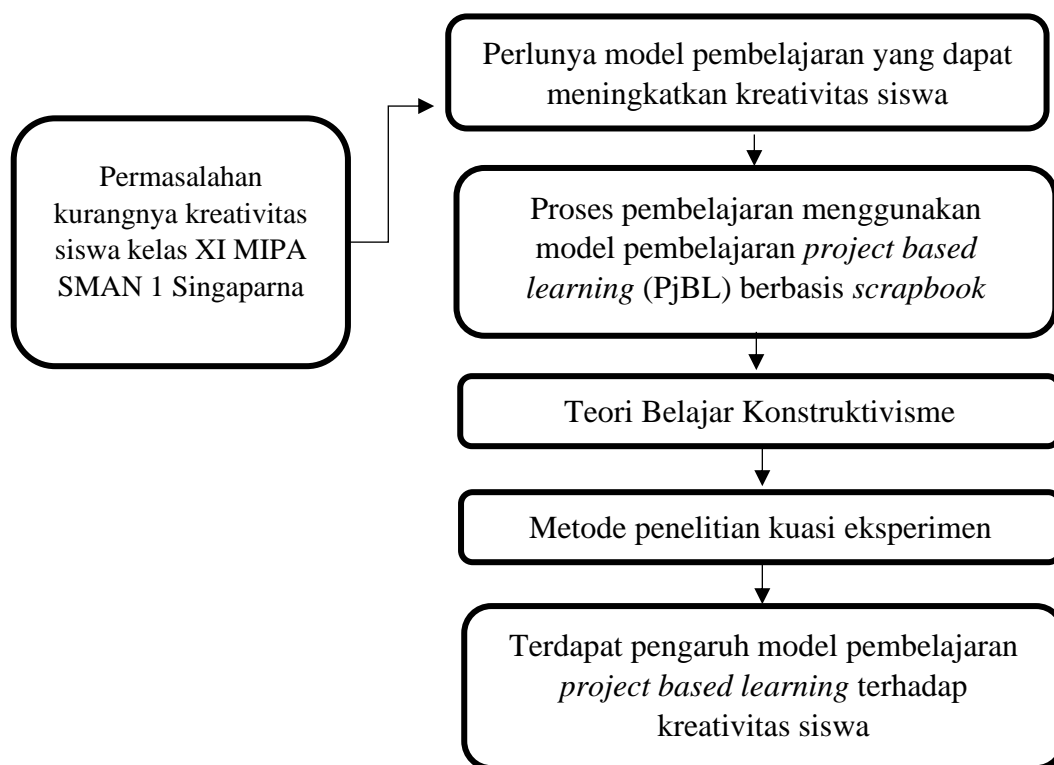 Permasalahan
kurangnya kreativitas
siswa kelas XI MIPA
SMAN 1 Singaparna
Perlunya model pembelajaran yang dapat
meningkatkan kreativitas siswa
Proses pembelajaran menggunakan
model pembelajaran project based
learning (PjBL) berbasis scrapbook
Teori Belajar Konstruktivisme
Metode penelitian kuasi eksperimen
Terdapat pengaruh model pembelajaran
project based learning terhadap
kreativitas siswa